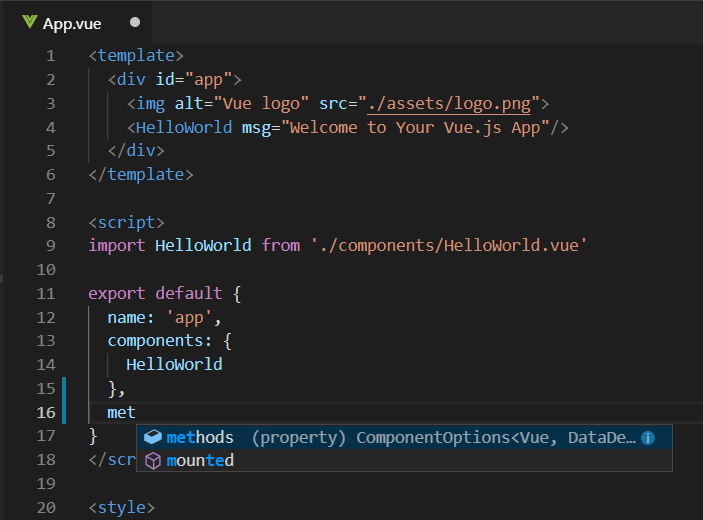 App.vue
1 <template>
2   <div id="app">
3     <img alt="Vue logo" src="./assets/logo.png">
4     <HelloWorld msg="Welcome to Your Vue.js App"/>
5   </div>
6 </template>
7
8 <script>
9 import HelloWorld from './components/HelloWorld.vue'
10
11 export default {
12   name: 'app',
13   components: {
14     HelloWorld
15   },
16   met
methods (property) ComponentOptions<Vue, DataDe...
17 }
18 </scr
mounted
19
20 <style>